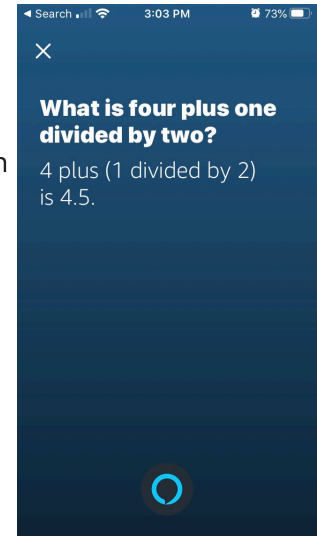 ◄ Search 3:03 PM 73%
What is four plus one
divided by two?
4 plus (1 divided by 2)
is 4.5.